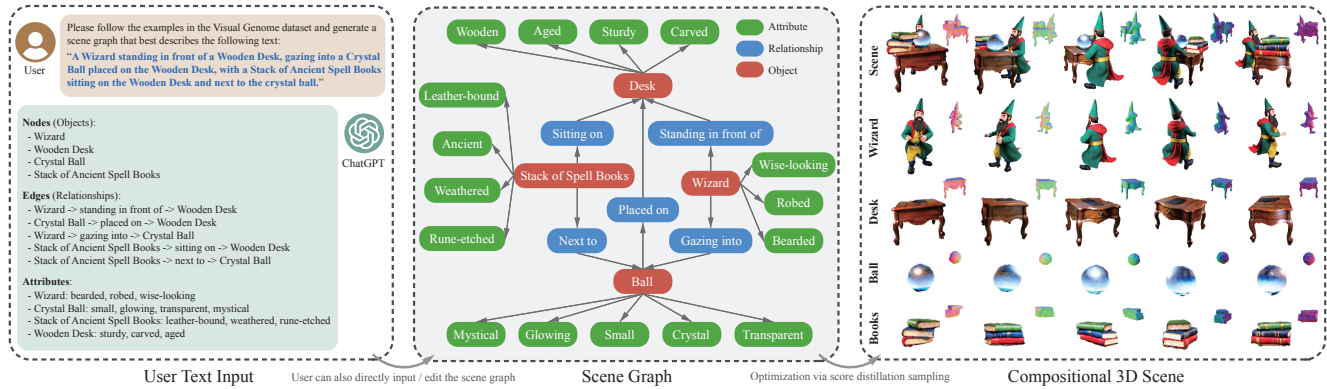 Please follow the examples in the Visual Genome dataset and generate a
scene graph that best describes the following text:
"A Wizard standing in front of a Wooden Desk, gazing into a Crystal
Ball placed on the Wooden Desk, with a Stack of Ancient Spell Books
sitting on the Wooden Desk and next to the crystal ball."
User
Nodes (Objects):
- Wizard
- Wooden Desk
- Crystal Ball
- Stack of Ancient Spell Books
ChatGPT
Edges (Relationships):
- Wizard -> standing in front of -> Wooden Desk
- Crystal Ball -> placed on -> Wooden Desk
- Wizard -> gazing into -> Crystal Ball
- Stack of Ancient Spell Books -> sitting on -> Wooden Desk
- Stack of Ancient Spell Books -> next to -> Crystal Ball
Attributes:
- Wizard: bearded, robed, wise-looking
- Crystal Ball: small, glowing, transparent, mystical
- Stack of Ancient Spell Books: leather-bound, weathered, rune-etched
- Wooden Desk: sturdy, carved, aged
User Text Input
User can also directly input / edit the scene graph
Wooden Aged Sturdy Carved
Attribute
Relationship
Object
Desk
Leather-bound
Sitting on Standing in front of
Ancient
Wise-looking
Stack of Spell Books Wizard
Weathered
Placed on Robed
Rune-etched Next to Gazing into Bearded
Ball
Mystical Glowing Small Crystal Transparent
Scene Graph
Optimization via score distillation sampling
Scene
Wizard
Desk
Ball
Books
Compositional 3D Scene